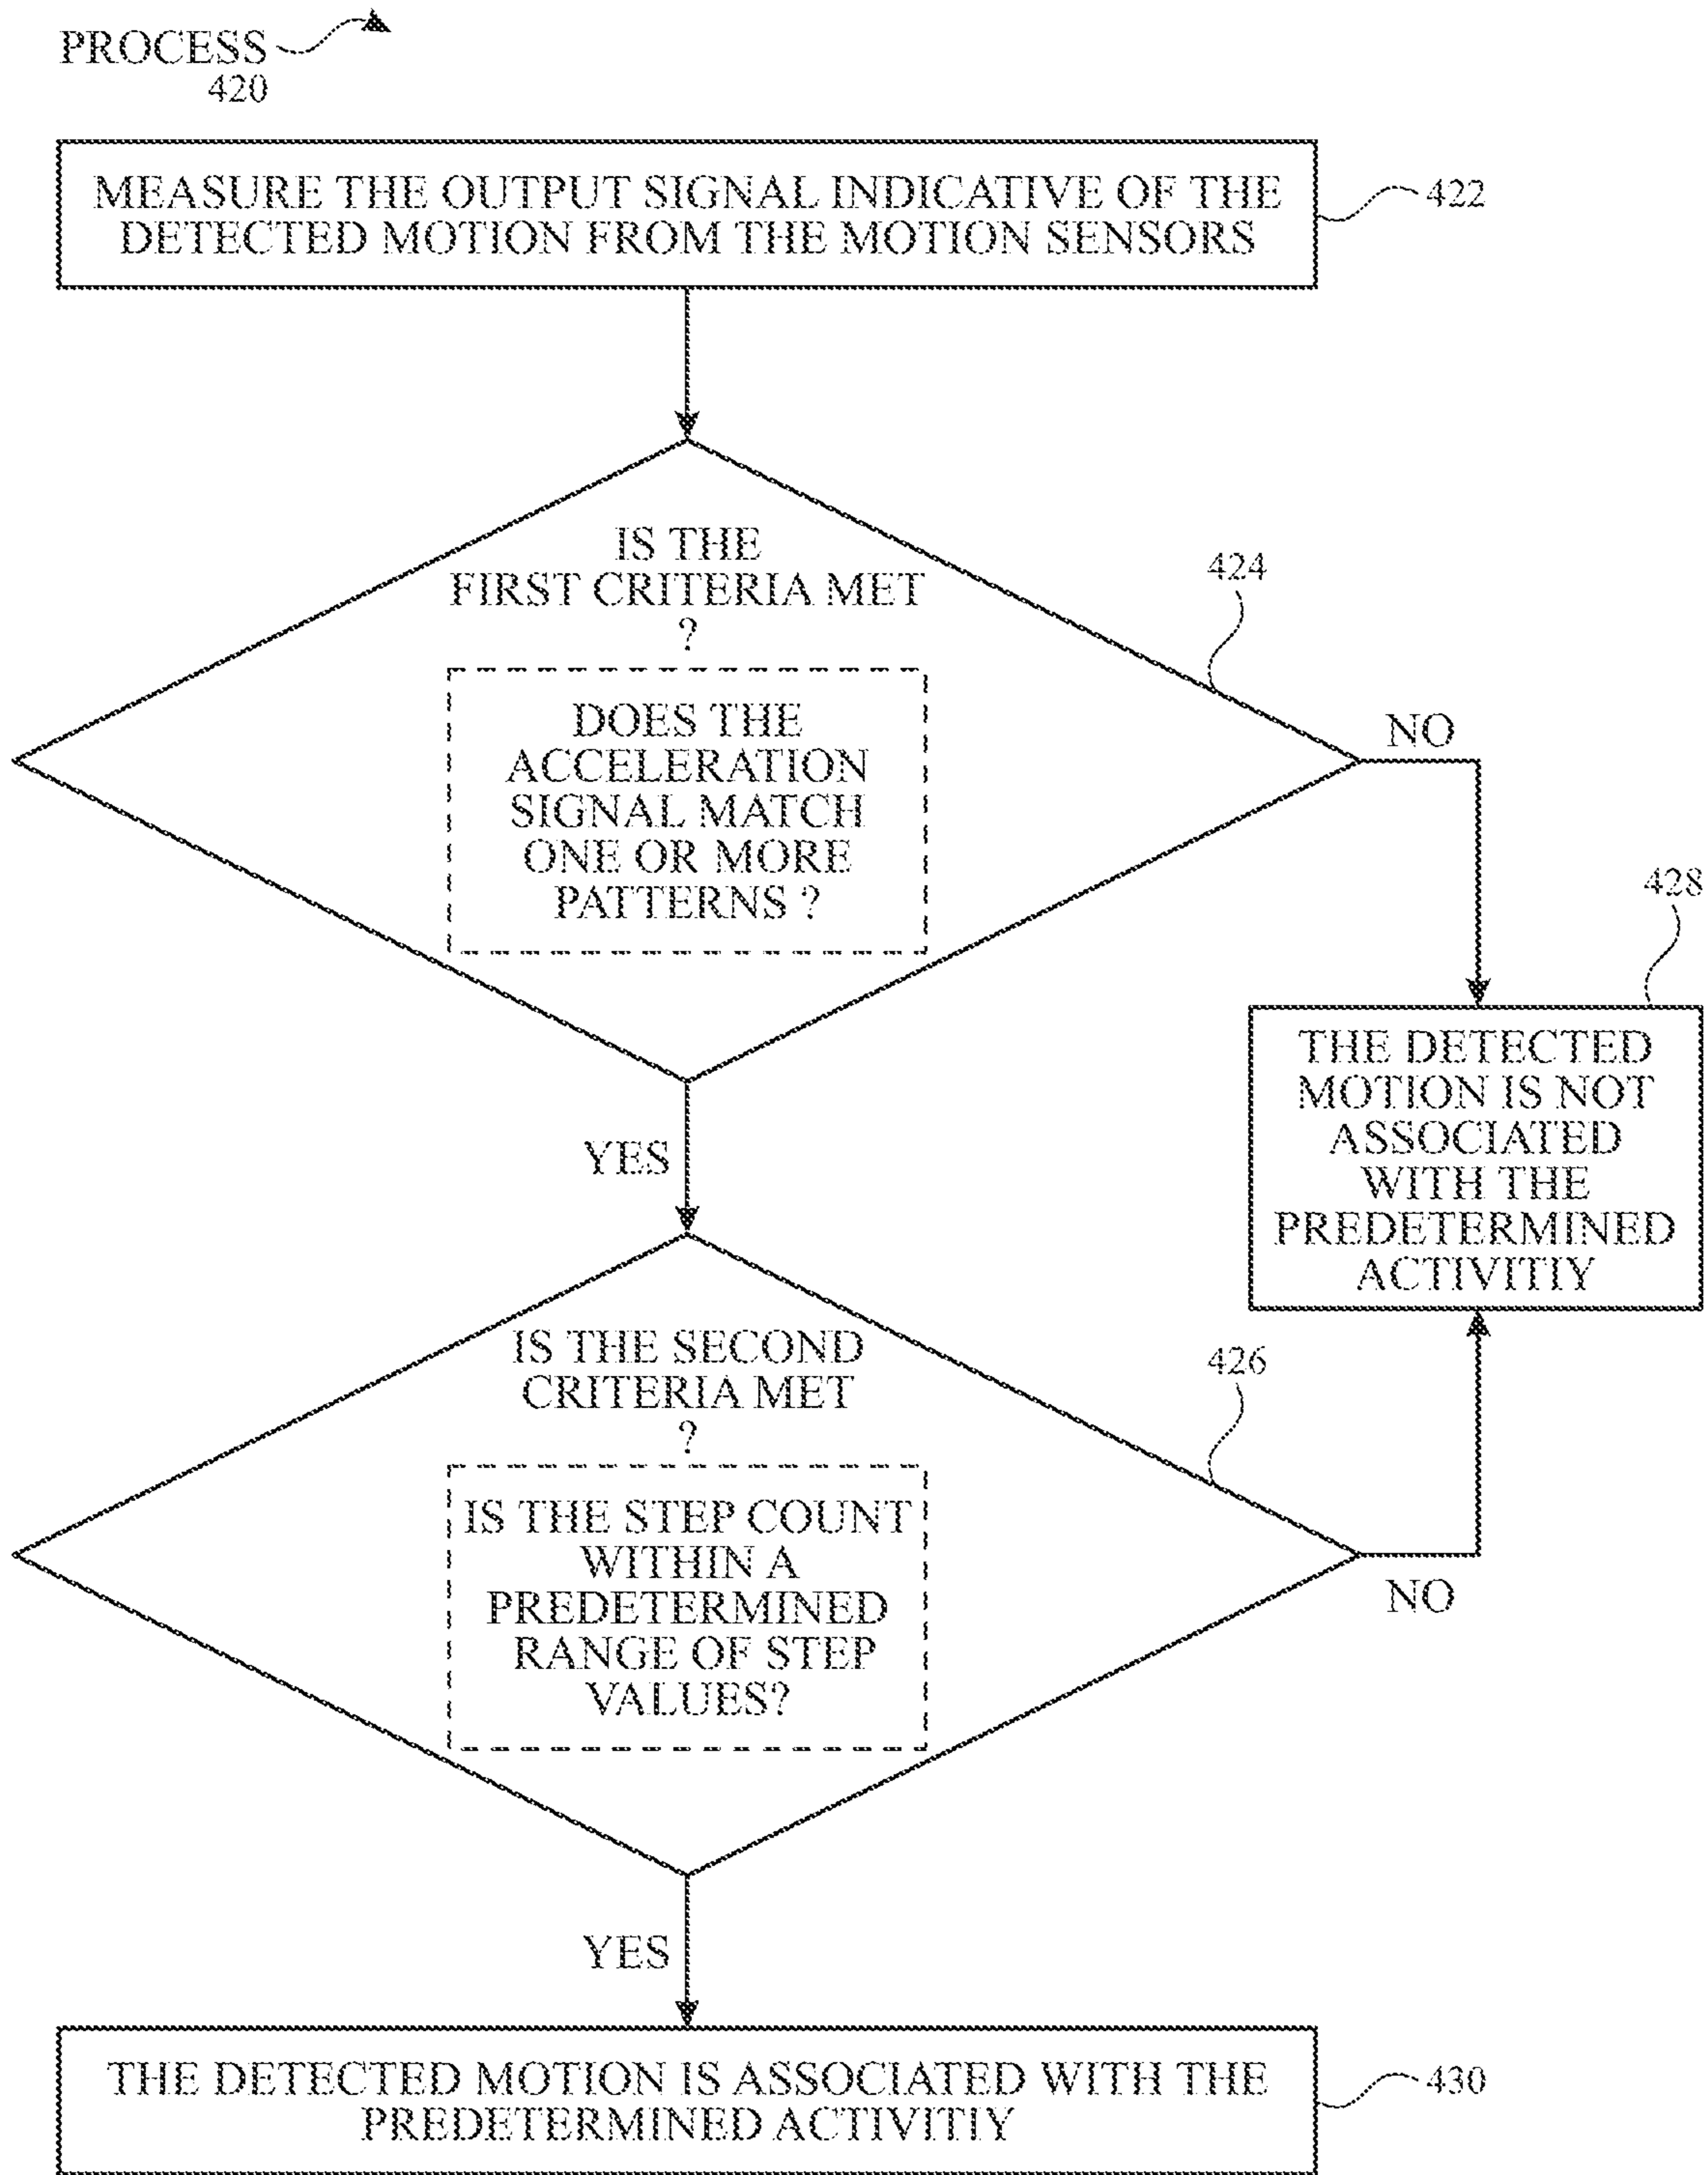 PROCESS
420
MEASURE THE OUTPUT SIGNAL INDICATIVE OF THE
DETECTED MOTION FROM THE MOTION SENSORS
422
IS THE
FIRST CRITERIA MET
?
424
DOES THE
ACCELERATION
SIGNAL MATCH
ONE OR MORE
PATTERNS ?
NO
428
THE DETECTED
MOTION IS NOT
ASSOCIATED
WITH THE
PREDETERMINED
ACTIVITIY
YES
IS THE SECOND
CRITERIA MET
?
426
IS THE STEP COUNT
WITHIN A
PREDETERMINED
RANGE OF STEP
VALUES?
NO
YES
THE DETECTED MOTION IS ASSOCIATED WITH THE
PREDETERMINED ACTIVITIY
430